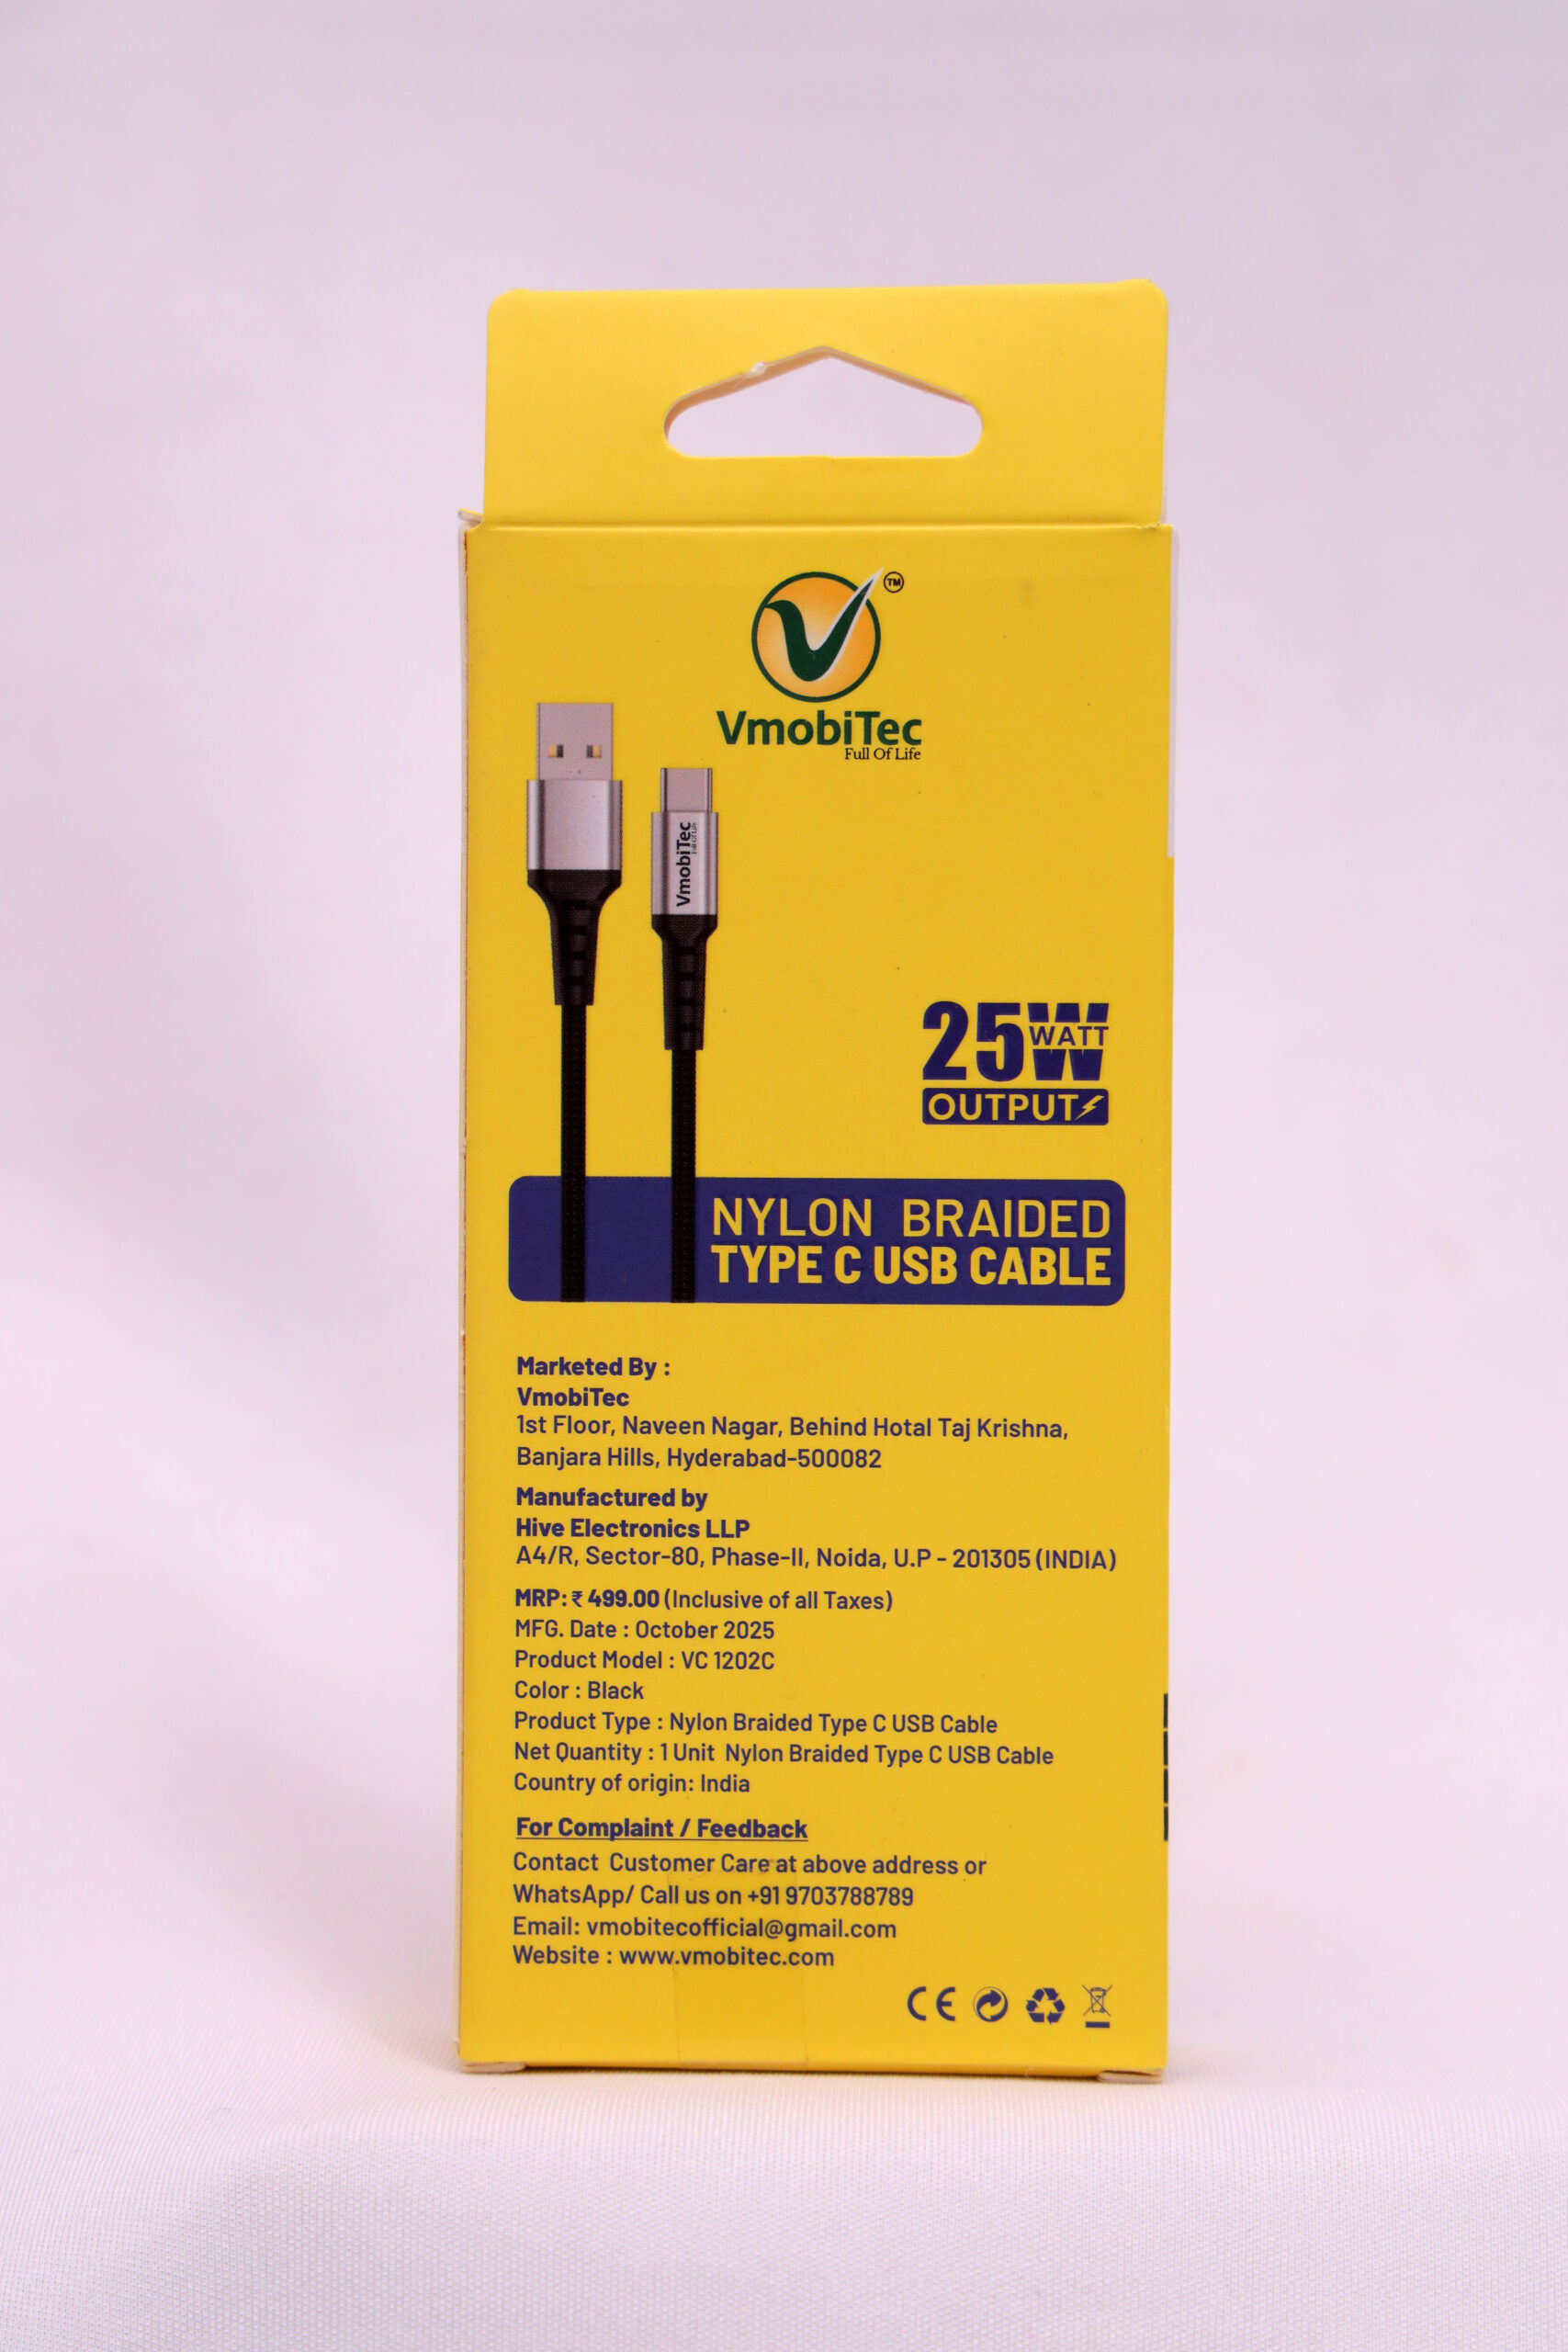 TM
VmobiTec
Full Of Life
VmobiTec
Full Of Life
25W
WATT
OUTPUT
NYLON BRAIDED
TYPE C USB CABLE
Marketed By :
VmobiTec
1st Floor, Naveen Nagar, Behind Hotal Taj Krishna,
Banjara Hills, Hyderabad-500082
Manufactured by
Hive Electronics LLP
A4/R, Sector-80, Phase-II, Noida, U.P - 201305 (INDIA)
MRP: ₹ 499.00 (Inclusive of all Taxes)
MFG. Date : October 2025
Product Model : VC 1202C
Color : Black
Product Type : Nylon Braided Type C USB Cable
Net Quantity : 1 Unit Nylon Braided Type C USB Cable
Country of origin: India
For Complaint / Feedback
Contact Customer Care at above address or
WhatsApp/ Call us on +91 9703788789
Email: vmobitecofficial@gmail.com
Website : www.vmobitec.com
CE